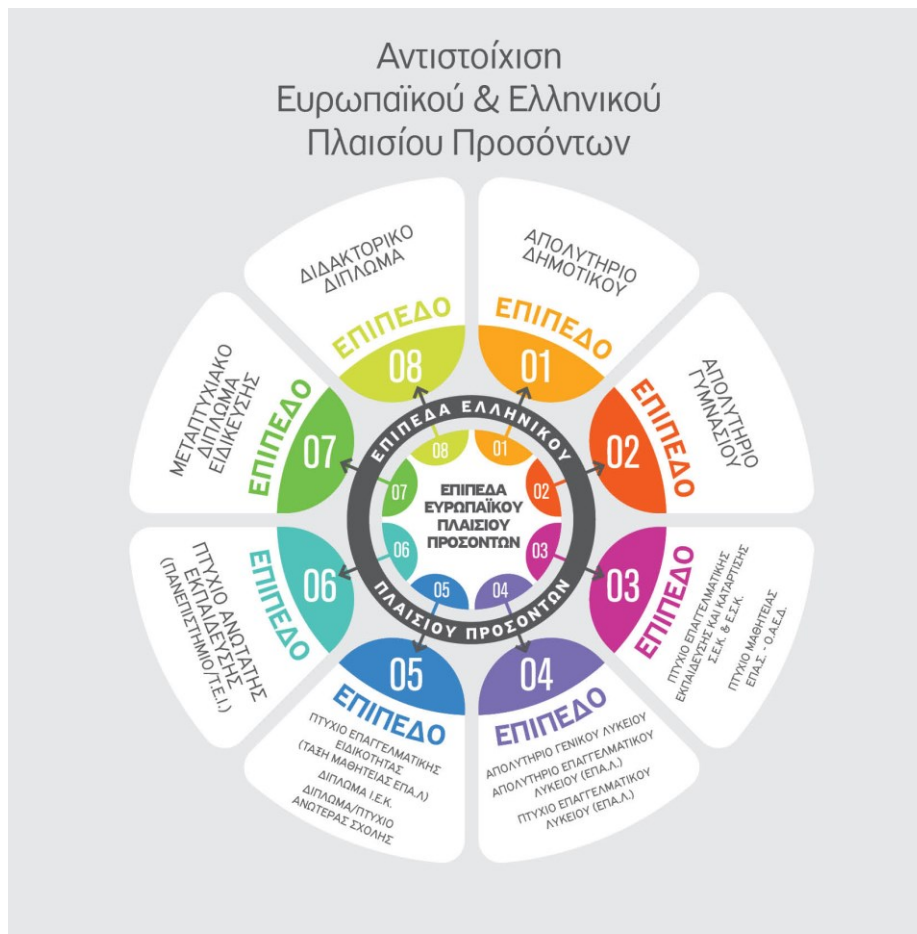 Αντιστοίχιση
Ευρωπαϊκού & Ελληνικού
Πλαισίου Προσόντων
ΑΠΟΛΥΤΗΡΙΟ
ΔΗΜΟΤΙΚΟΥ
ΕΠΙΠΕΔΟ
01
ΑΠΟΛΥΤΗΡΙΟ
ΓΥΜΝΑΣΙΟΥ
ΕΠΙΠΕΔΟ
02
ΠΤΥΧΙΟ ΕΠΑΓΓΕΛΜΑΤΙΚΗΣ
ΕΚΠΑΙΔΕΥΣΗΣ ΚΑΙ ΚΑΤΑΡΤΙΣΗΣ
Σ.Ε.Κ. & Ε.Σ.Κ.
ΠΤΥΧΙΟ ΜΑΘΗΤΕΙΑΣ
ΕΠΑ.Σ. - Ο.Α.Ε.Δ.
ΕΠΙΠΕΔΟ
03
04
ΕΠΙΠΕΔΟ
ΑΠΟΛΥΤΗΡΙΟ ΓΕΝΙΚΟΥ ΛΥΚΕΙΟΥ
ΑΠΟΛΥΤΗΡΙΟ ΕΠΑΓΓΕΛΜΑΤΙΚΟΥ
ΛΥΚΕΙΟΥ (ΕΠΑ.Λ.)
ΠΤΥΧΙΟ ΕΠΑΓΓΕΛΜΑΤΙΚΟΥ
ΛΥΚΕΙΟΥ (ΕΠΑ.Λ.)
05
ΕΠΙΠΕΔΟ
ΠΤΥΧΙΟ ΕΠΑΓΓΕΛΜΑΤΙΚΗΣ
ΕΙΔΙΚΟΤΗΤΑΣ
(ΤΑΞΗ ΜΑΘΗΤΕΙΑΣ ΕΠΑ.Λ)
ΔΙΠΛΩΜΑ Ι.Ε.Κ.
ΔΙΠΛΩΜΑ/ΠΤΥΧΙΟ
ΑΝΩΤΕΡΑΣ ΣΧΟΛΗΣ
06
ΕΠΙΠΕΔΟ
ΠΤΥΧΙΟ ΑΝΩΤΑΤΗΣ
ΕΚΠΑΙΔΕΥΣΗΣ
(ΠΑΝΕΠΙΣΤΗΜΙΟ/Τ.Ε.Ι.)
ΜΕΤΑΠΤΥΧΙΑΚΟ
ΔΙΠΛΩΜΑ
ΕΙΔΙΚΕΥΣΗΣ
ΕΠΙΠΕΔΟ
07
ΔΙΔΑΚΤΟΡΙΚΟ
ΔΙΠΛΩΜΑ
ΕΠΙΠΕΔΟ
08
ΕΠΙΠΕΔΑ ΕΛΛΗΝΙΚΟΥ
ΠΛΑΙΣΙΟΥ ΠΡΟΣΟΝΤΩΝ
01
02
03
04
05
06
07
08
ΕΠΙΠΕΔΑ
ΕΥΡΩΠΑΪΚΟΥ
ΠΛΑΙΣΙΟΥ
ΠΡΟΣΟΝΤΩΝ